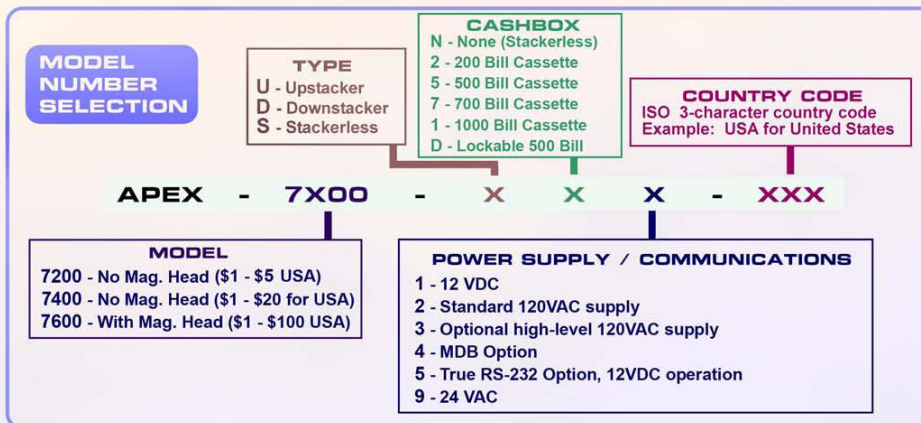 MODEL
NUMBER
SELECTION
TYPE
U - Upstacker
D - Downstacker
S - Stackerless
CASHBOX
N - None (Stackerless)
2 - 200 Bill Cassette
5 - 500 Bill Cassette
7 - 700 Bill Cassette
1 - 1000 Bill Cassette
D - Lockable 500 Bill
COUNTRY CODE
ISO 3-character country code
Example: USA for United States
APEX - 7X00 - X X X - XXX
MODEL
7200 - No Mag. Head ($1 - $5 USA)
7400 - No Mag. Head ($1 - $20 for USA)
7600 - With Mag. Head ($1 - $100 USA)
POWER SUPPLY / COMMUNICATIONS
1 - 12 VDC
2 - Standard 120VAC supply
3 - Optional high-level 120VAC supply
4 - MDB Option
5 - True RS-232 Option, 12VDC operation
9 - 24 VAC